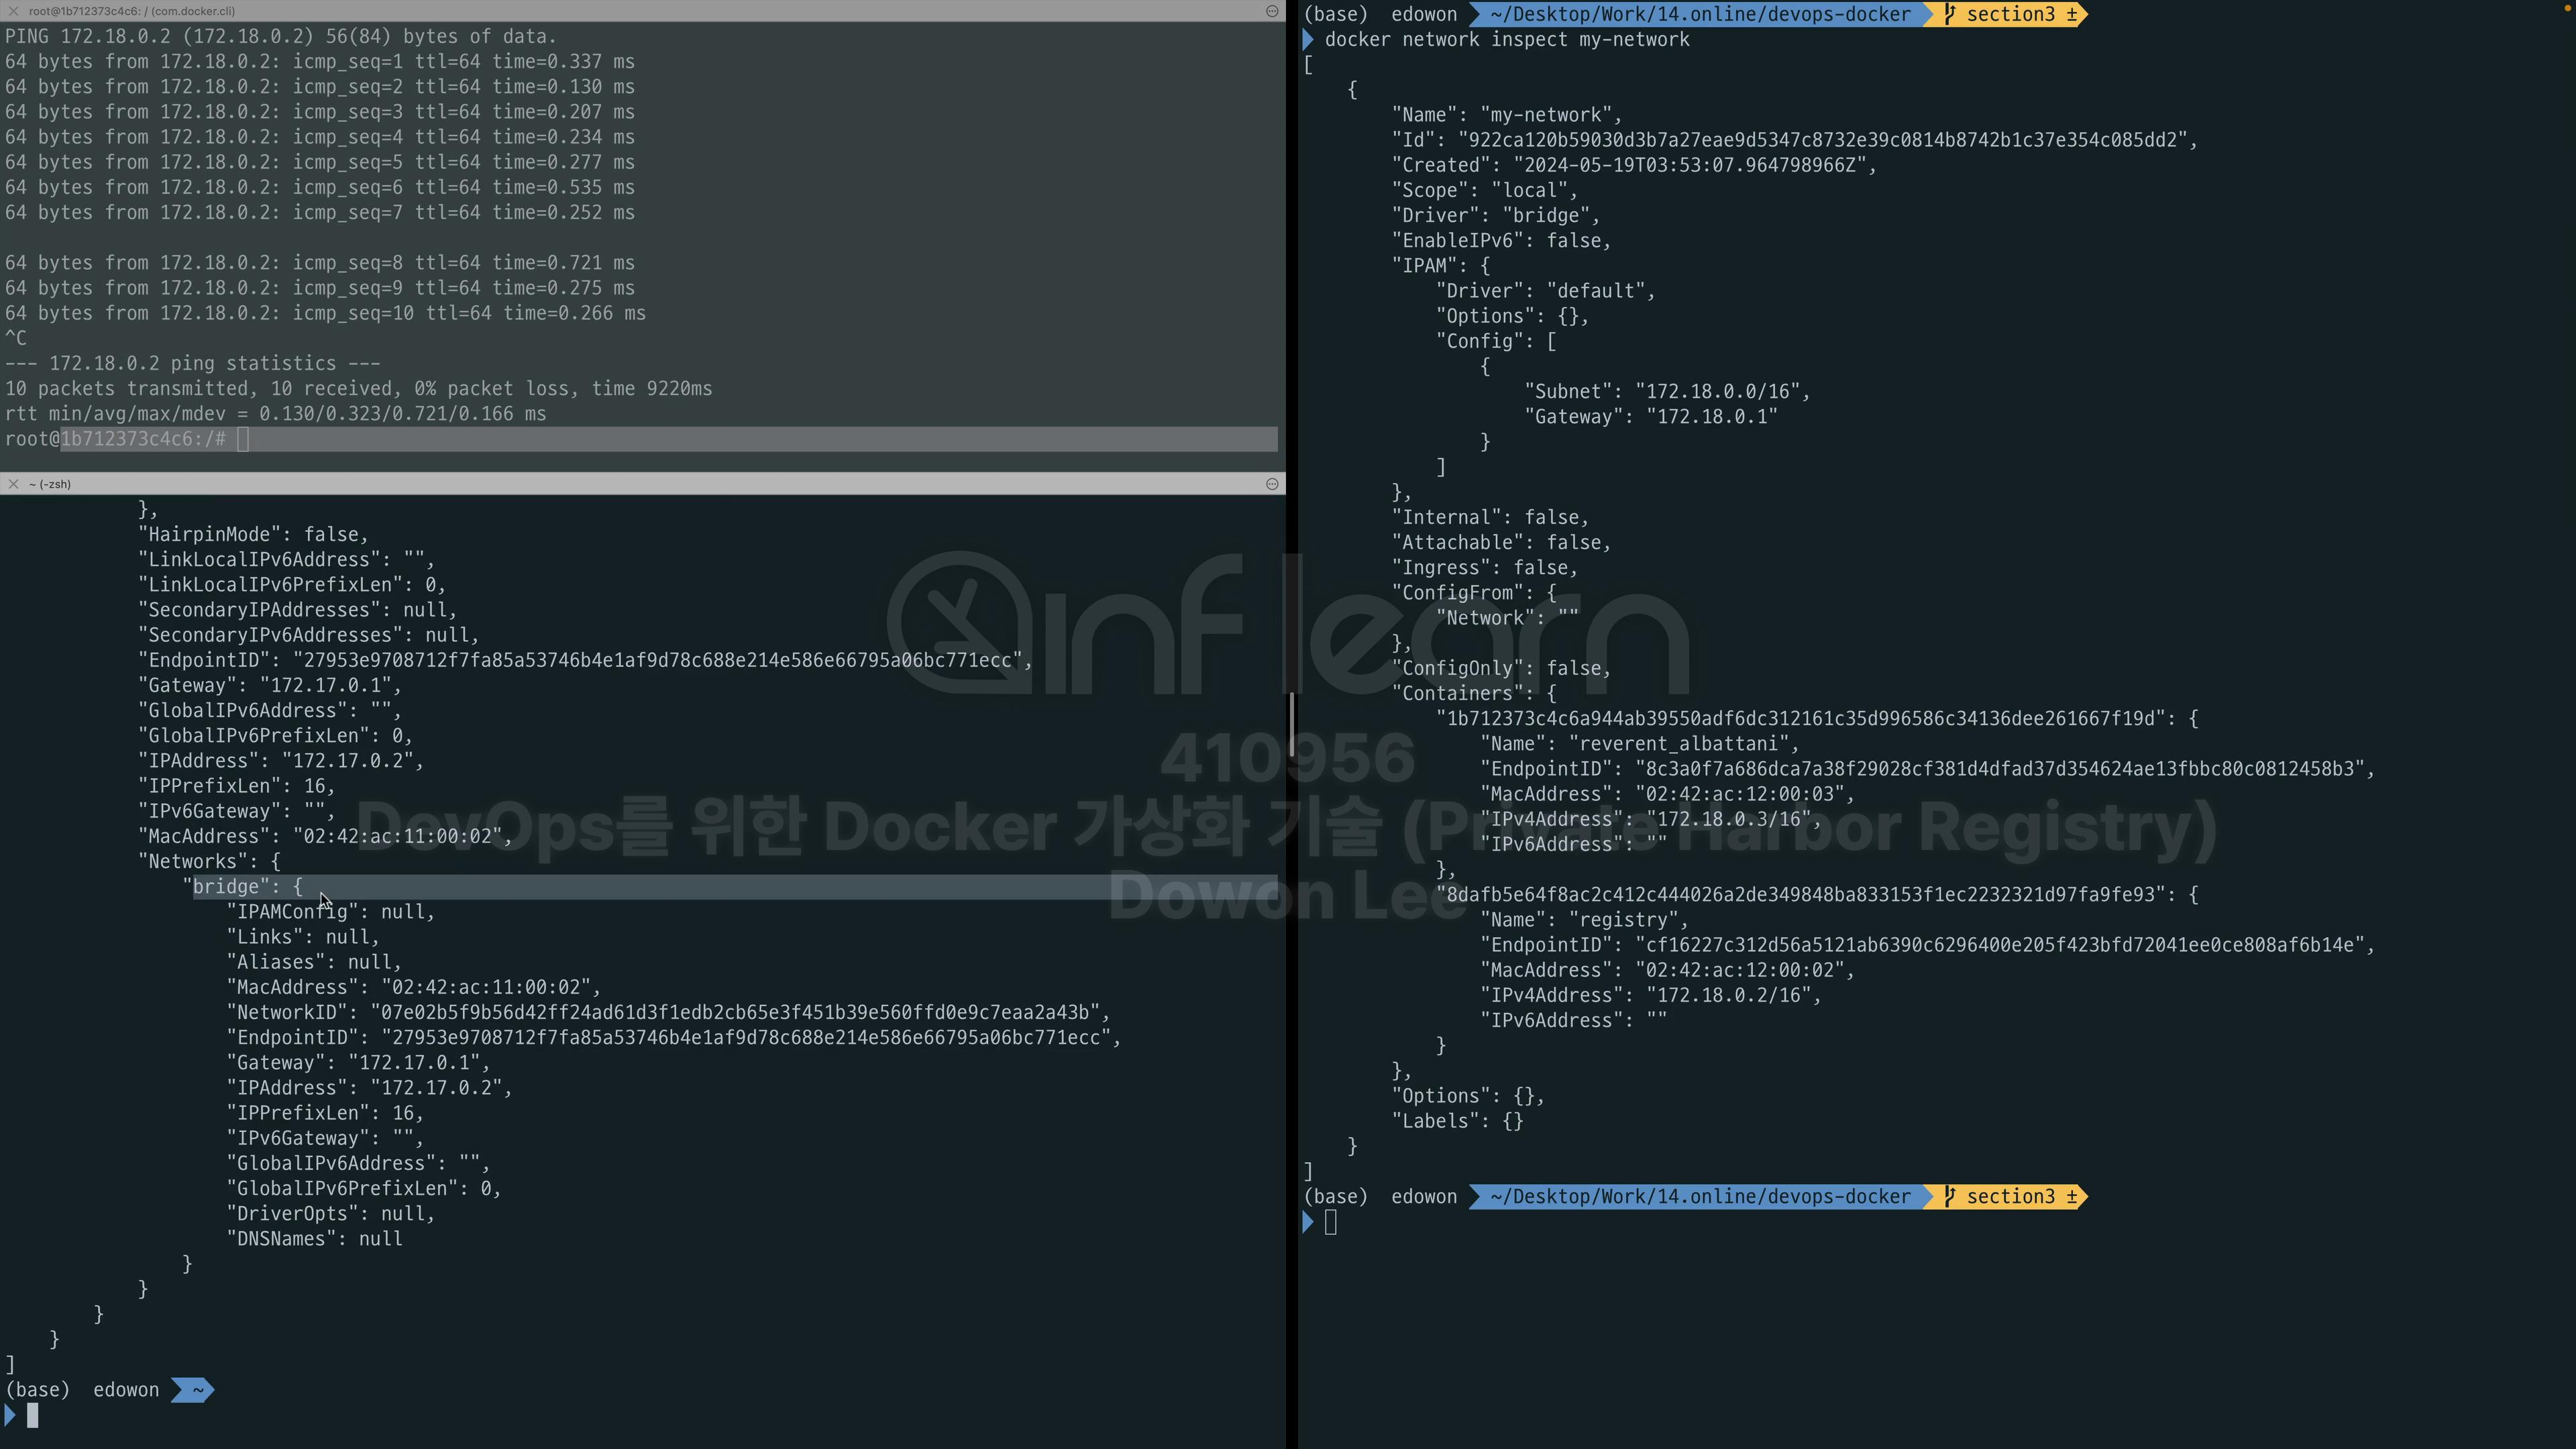 root@1b712373c4c6: / (com.docker.cli)
PING 172.18.0.2 (172.18.0.2) 56(84) bytes of data.
64 bytes from 172.18.0.2: icmp_seq=1 ttl=64 time=0.337 ms
64 bytes from 172.18.0.2: icmp_seq=2 ttl=64 time=0.130 ms
64 bytes from 172.18.0.2: icmp_seq=3 ttl=64 time=0.207 ms
64 bytes from 172.18.0.2: icmp_seq=4 ttl=64 time=0.234 ms
64 bytes from 172.18.0.2: icmp_seq=5 ttl=64 time=0.277 ms
64 bytes from 172.18.0.2: icmp_seq=6 ttl=64 time=0.535 ms
64 bytes from 172.18.0.2: icmp_seq=7 ttl=64 time=0.252 ms
64 bytes from 172.18.0.2: icmp_seq=8 ttl=64 time=0.721 ms
64 bytes from 172.18.0.2: icmp_seq=9 ttl=64 time=0.275 ms
64 bytes from 172.18.0.2: icmp_seq=10 ttl=64 time=0.266 ms
^C
--- 172.18.0.2 ping statistics ---
10 packets transmitted, 10 received, 0% packet loss, time 9220ms
rtt min/avg/max/mdev = 0.130/0.323/0.721/0.166 ms
root@1b712373c4c6:/#
~ (-zsh)
},
"HairpinMode": false,
"LinkLocalIPv6Address": "",
"LinkLocalIPv6PrefixLen": 0,
"SecondaryIPAddresses": null,
"SecondaryIPv6Addresses": null,
"EndpointID": "27953e9708712f7fa85a53746b4e1af9d78c688e214e586e66795a06bc771ecc",
"Gateway": "172.17.0.1",
"GlobalIPv6Address": "",
"GlobalIPv6PrefixLen": 0,
"IPAddress": "172.17.0.2",
"IPPrefixLen": 16,
"IPv6Gateway": "",
"MacAddress": "02:42:ac:11:00:02",
"Networks": {
"bridge": {
"IPAMConfig": null,
"Links": null,
"Aliases": null,
"MacAddress": "02:42:ac:11:00:02",
"NetworkID": "07e02b5f9b56d42ff24ad61d3f1edb2cb65e3f451b39e560ffd0e9c7eaa2a43b",
"EndpointID": "27953e9708712f7fa85a53746b4e1af9d78c688e214e586e66795a06bc771ecc",
"Gateway": "172.17.0.1",
"IPAddress": "172.17.0.2",
"IPPrefixLen": 16,
"IPv6Gateway": "",
"GlobalIPv6Address": "",
"GlobalIPv6PrefixLen": 0,
"DriverOpts": null,
"DNSNames": null
}
}
}
}
]
(base) edowon ~
(base) edowon ~/Desktop/Work/14.online/devops-docker section3 ±
docker network inspect my-network
[
{
"Name": "my-network",
"Id": "922ca120b59030d3b7a27eae9d5347c8732e39c0814b8742b1c37e354c085dd2",
"Created": "2024-05-19T03:53:07.964798966Z",
"Scope": "local",
"Driver": "bridge",
"EnableIPv6": false,
"IPAM": {
"Driver": "default",
"Options": {},
"Config": [
{
"Subnet": "172.18.0.0/16",
"Gateway": "172.18.0.1"
}
]
},
"Internal": false,
"Attachable": false,
"Ingress": false,
"ConfigFrom": {
"Network": ""
},
"ConfigOnly": false,
"Containers": {
"1b712373c4c6a944ab39550adf6dc312161c35d996586c34136dee261667f19d": {
"Name": "reverent_albattani",
"EndpointID": "8c3a0f7a686dca7a38f29028cf381d4dfad37d354624ae13fbbc80c0812458b3",
"MacAddress": "02:42:ac:12:00:03",
"IPv4Address": "172.18.0.3/16",
"IPv6Address": ""
},
"8dafb5e64f8ac2c412c444026a2de349848ba833153f1ec2232321d97fa9fe93": {
"Name": "registry",
"EndpointID": "cf16227c312d56a5121ab6390c6296400e205f423bfd72041ee0ce808af6b14e",
"MacAddress": "02:42:ac:12:00:02",
"IPv4Address": "172.18.0.2/16",
"IPv6Address": ""
}
},
"Options": {},
"Labels": {}
}
]
(base) edowon ~/Desktop/Work/14.online/devops-docker section3 ±
inflearn
410956
DevOps를 위한 Docker 가상화 기술 (Private Harbor Registry)
Dowon Lee